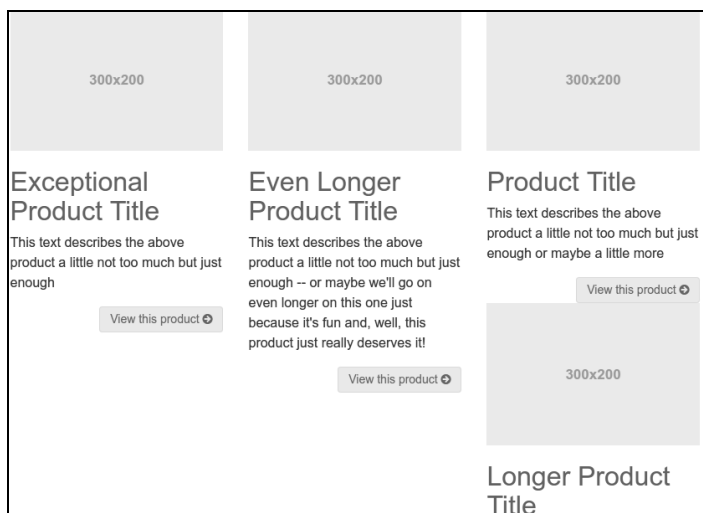 300x200
300x200
300x200
Exceptional
Product Title
This text describes the above
product a little not too much but just
enough
View this product
Even Longer
Product Title
This text describes the above
product a little not too much but just
enough -- or maybe we'll go on
even longer on this one just
because it's fun and, well, this
product just really deserves it!
View this product
Product Title
This text describes the above
product a little not too much but just
enough or maybe a little more
View this product
300x200
Longer Product
Title